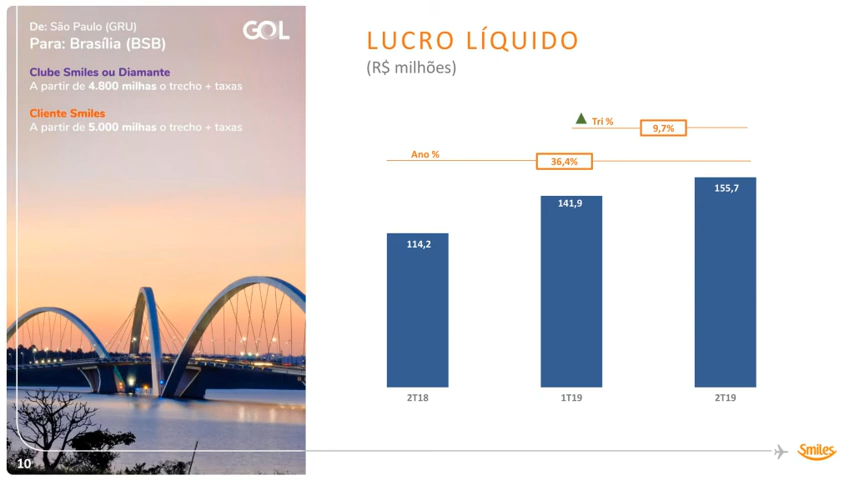 De: São Paulo (GRU)
Para: Brasília (BSB)
GOL
Clube Smiles ou Diamante
A partir de 4.800 milhas o trecho + taxas
Cliente Smiles
A partir de 5.000 milhas o trecho + taxas
10
LUCRO LÍQUIDO
(R$ milhões)
Tri %
9,7%
Ano %
36,4%
114,2
141,9
155,7
2T18
1T19
2T19
Smiles